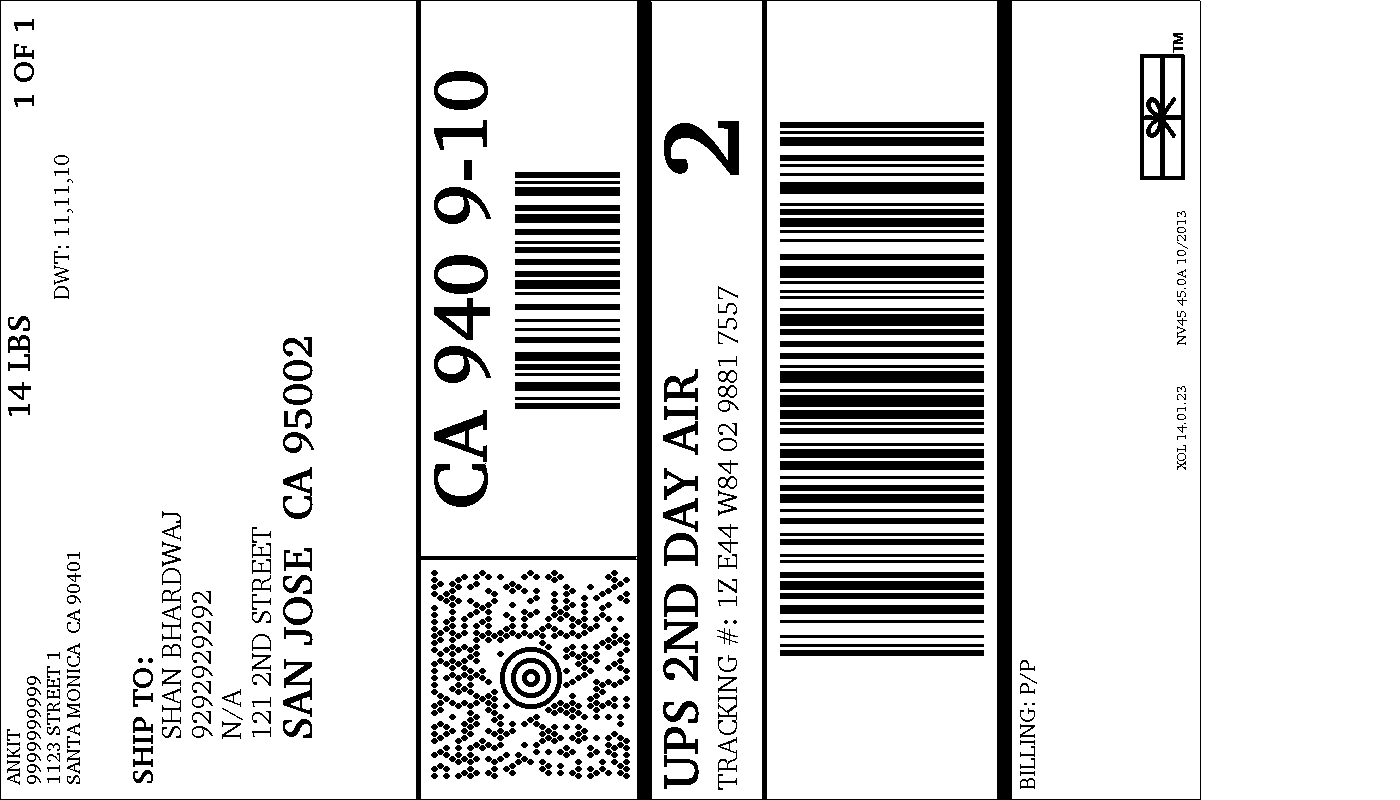 ANKIT
9999999999
1123 STREET 1
SANTA MONICA CA 90401
14 LBS
1 OF 1
DWT: 11,11,10
SHIP TO:
SHAN BHARDWAJ
9292929292
N/A
121 2ND STREET
SAN JOSE CA 95002
CA 940 9-10
UPS 2ND DAY AIR
TRACKING #: 1Z E44 W84 02 9881 7557
2
BILLING: P/P
XOL 14.01.23 NV45 45.0A 10/2013
TM